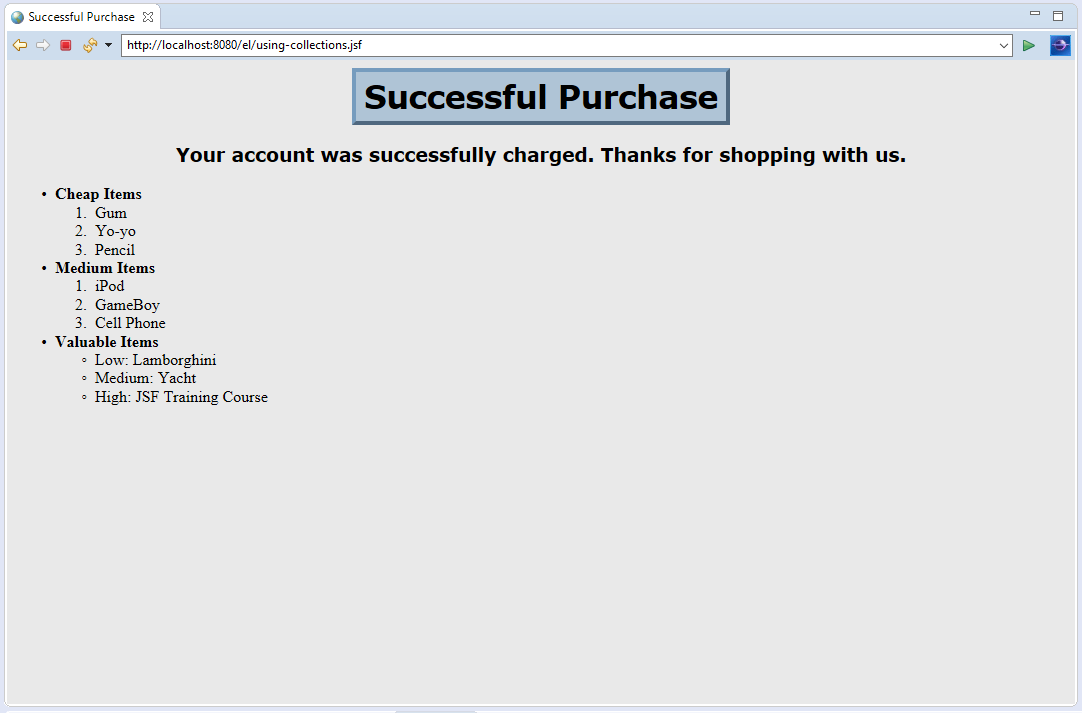 Successful Purchase
http://localhost:8080/el/using-collections.jsf
Successful Purchase
Your account was successfully charged. Thanks for shopping with us.
• Cheap Items
1. Gum
2. Yo-yo
3. Pencil
• Medium Items
1. iPod
2. GameBoy
3. Cell Phone
• Valuable Items
◦ Low: Lamborghini
◦ Medium: Yacht
◦ High: JSF Training Course